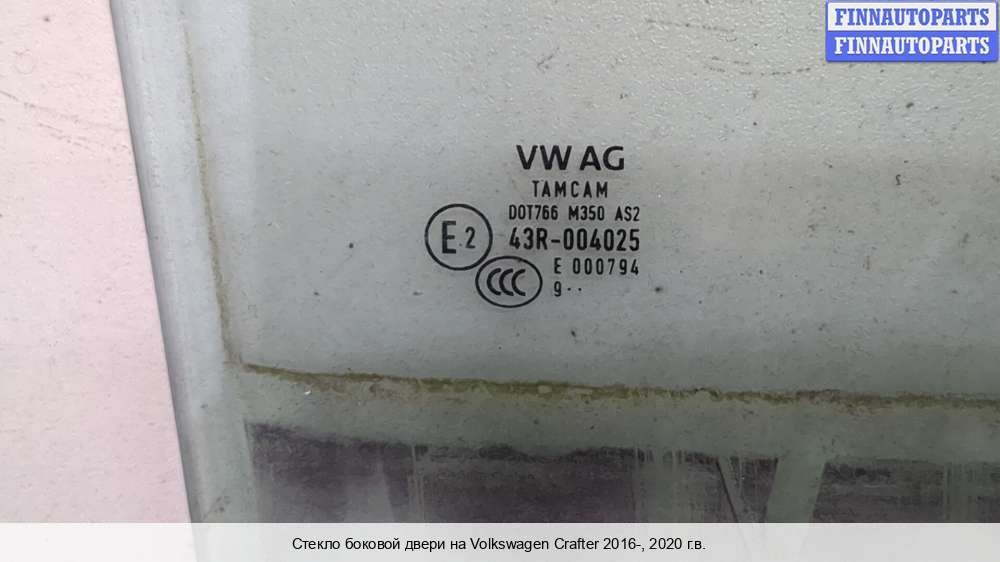 FINNAUTOPARTS
FINNAUTOPARTS
VW AG
TAMCAM
DOT766 M350 AS2
E 2 43R-004025
CCC E 000794
9··
Стекло боковой двери на Volkswagen Crafter 2016-, 2020 г.в.